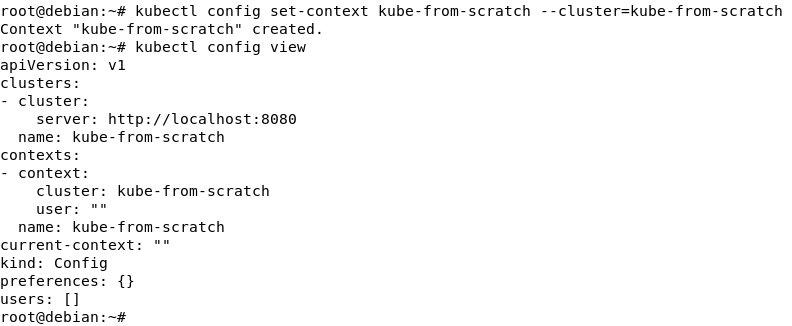 root@debian:~# kubectl config set-context kube-from-scratch --cluster=kube-from-scratch
Context "kube-from-scratch" created.
root@debian:~# kubectl config view
apiVersion: v1
clusters:
- cluster:
    server: http://localhost:8080
  name: kube-from-scratch
contexts:
- context:
    cluster: kube-from-scratch
    user: ""
  name: kube-from-scratch
current-context: ""
kind: Config
preferences: {}
users: []
root@debian:~#